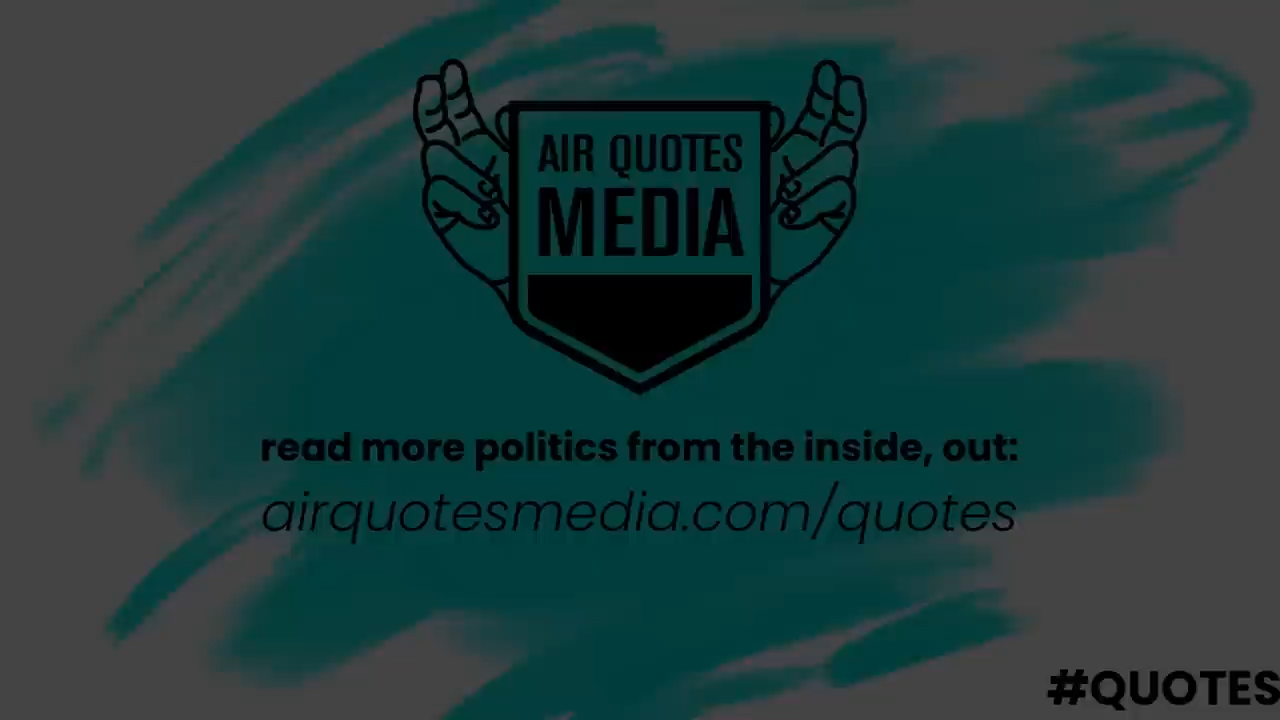 AIR QUOTES
MEDIA
read more politics from the inside, out:
airquotesmedia.com/quotes
#QUOTES